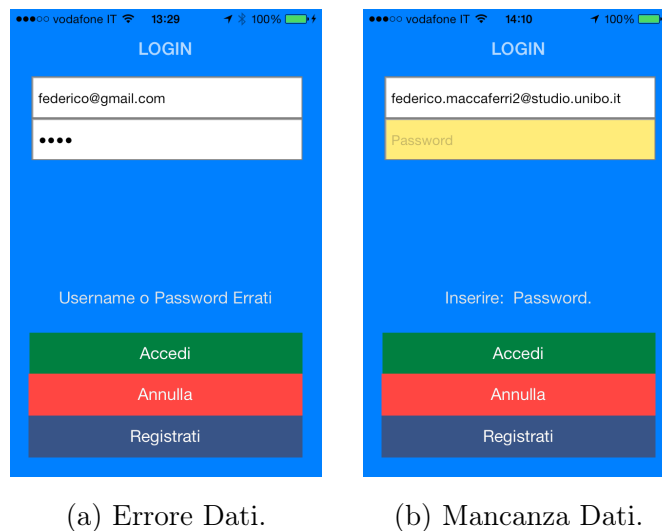 vodafone IT 13:29 100%
LOGIN
federico@gmail.com
••••
Username o Password Errati
Accedi
Annulla
Registrati
(a) Errore Dati.
vodafone IT 14:10 100%
LOGIN
federico.maccaferri2@studio.unibo.it
Password
Inserire: Password.
Accedi
Annulla
Registrati
(b) Mancanza Dati.